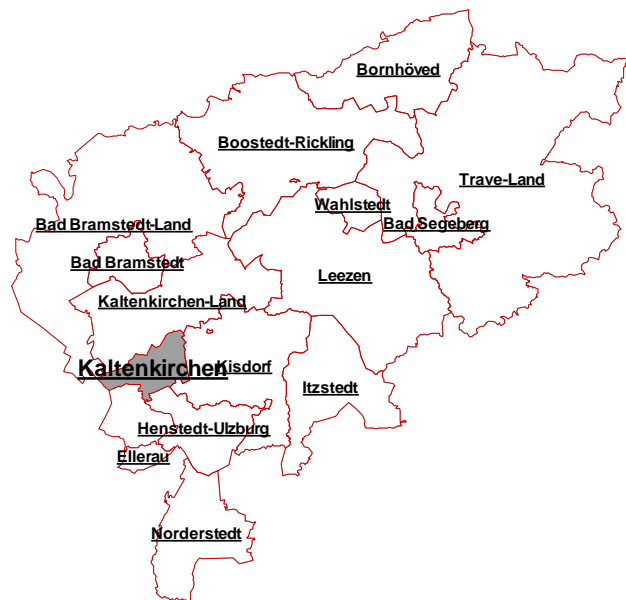 Bornhöved
Boostedt-Rickling
Trave-Land
Wahlstedt
Bad Segeberg
Bad Bramstedt-Land
Bad Bramstedt
Leezen
Kaltenkirchen-Land
Kaltenkirchen
Kisdorf
Itzstedt
Henstedt-Ulzburg
Ellerau
Norderstedt